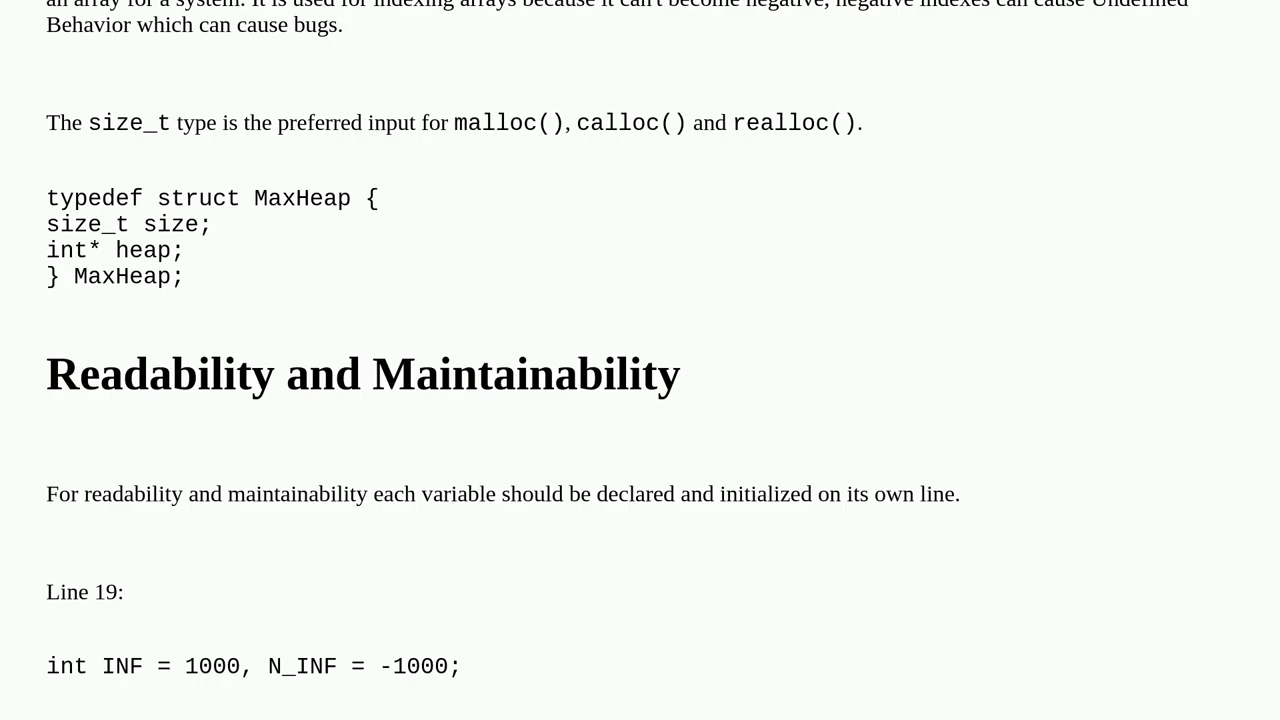 an array for a system. It is used for indexing arrays because it can't become negative, negative indexes can cause Undefined
Behavior which can cause bugs.
The size_t type is the preferred input for malloc(), calloc() and realloc().
typedef struct MaxHeap {
size_t size;
int* heap;
} MaxHeap;
Readability and Maintainability
For readability and maintainability each variable should be declared and initialized on its own line.
Line 19:
int INF = 1000, N_INF = -1000;